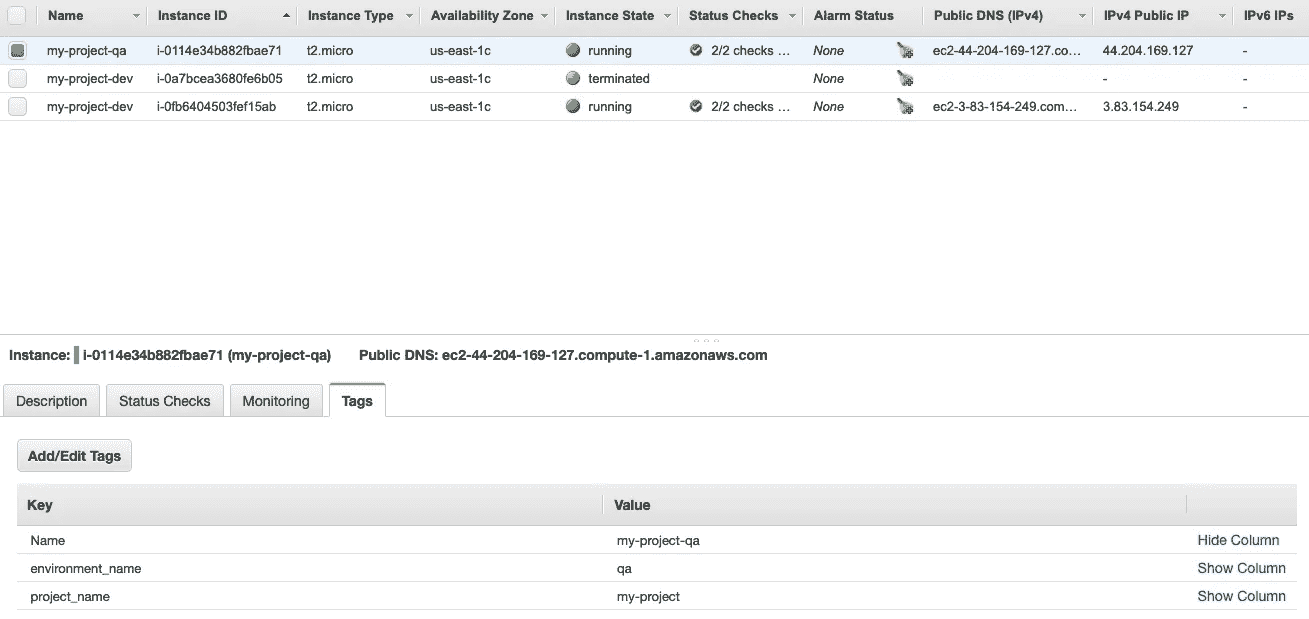 Name Instance ID Instance Type Availability Zone Instance State Status Checks Alarm Status Public DNS (IPv4) IPv4 Public IP IPv6 IPs
my-project-qa i-0114e34b882fbae71 t2.micro us-east-1c running 2/2 checks ... None ec2-44-204-169-127.co... 44.204.169.127 -
my-project-dev i-0a7bcea3680fe6b05 t2.micro us-east-1c terminated None - -
my-project-dev i-0fb6404503fef15ab t2.micro us-east-1c running 2/2 checks ... None ec2-3-83-154-249.com... 3.83.154.249 -
Instance: i-0114e34b882fbae71 (my-project-qa) Public DNS: ec2-44-204-169-127.compute-1.amazonaws.com
Description Status Checks Monitoring Tags
Add/Edit Tags
Key Value
Name my-project-qa Hide Column
environment_name qa Show Column
project_name my-project Show Column